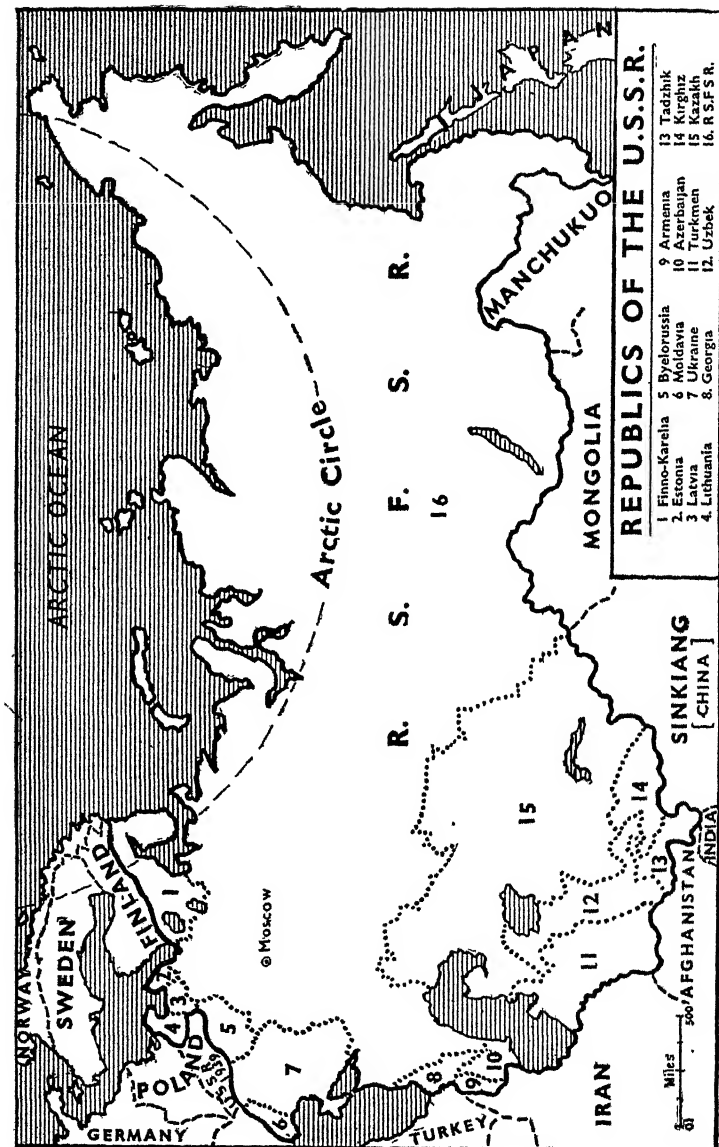 ARCTIC OCEAN
NORWAY
SWEDEN
FINLAND
Arctic Circle
1
Moscow
2
3
4
5
POLAND
U.S.S.R.
1939
GERMANY
6
7
R. S. F. S. R.
16
15
8
9
10
11
12
13
14
TURKEY
IRAN
AFGHANISTAN
INDIA
SINKIANG
[CHINA]
MONGOLIA
MANCHUKUO
JAPAN
Miles
0 500
REPUBLICS OF THE U.S.S.R.
1 Finno-Karelia
2. Estonia
3 Latvia
4. Lithuania
5 Byelorussia
6 Moldavia
7 Ukraine
8. Georgia
9 Armenia
10 Azerbaijan
11 Turkmen
12. Uzbek
13 Tadzhik
14 Kirghiz
15 Kazakh
16. R S.F S R.